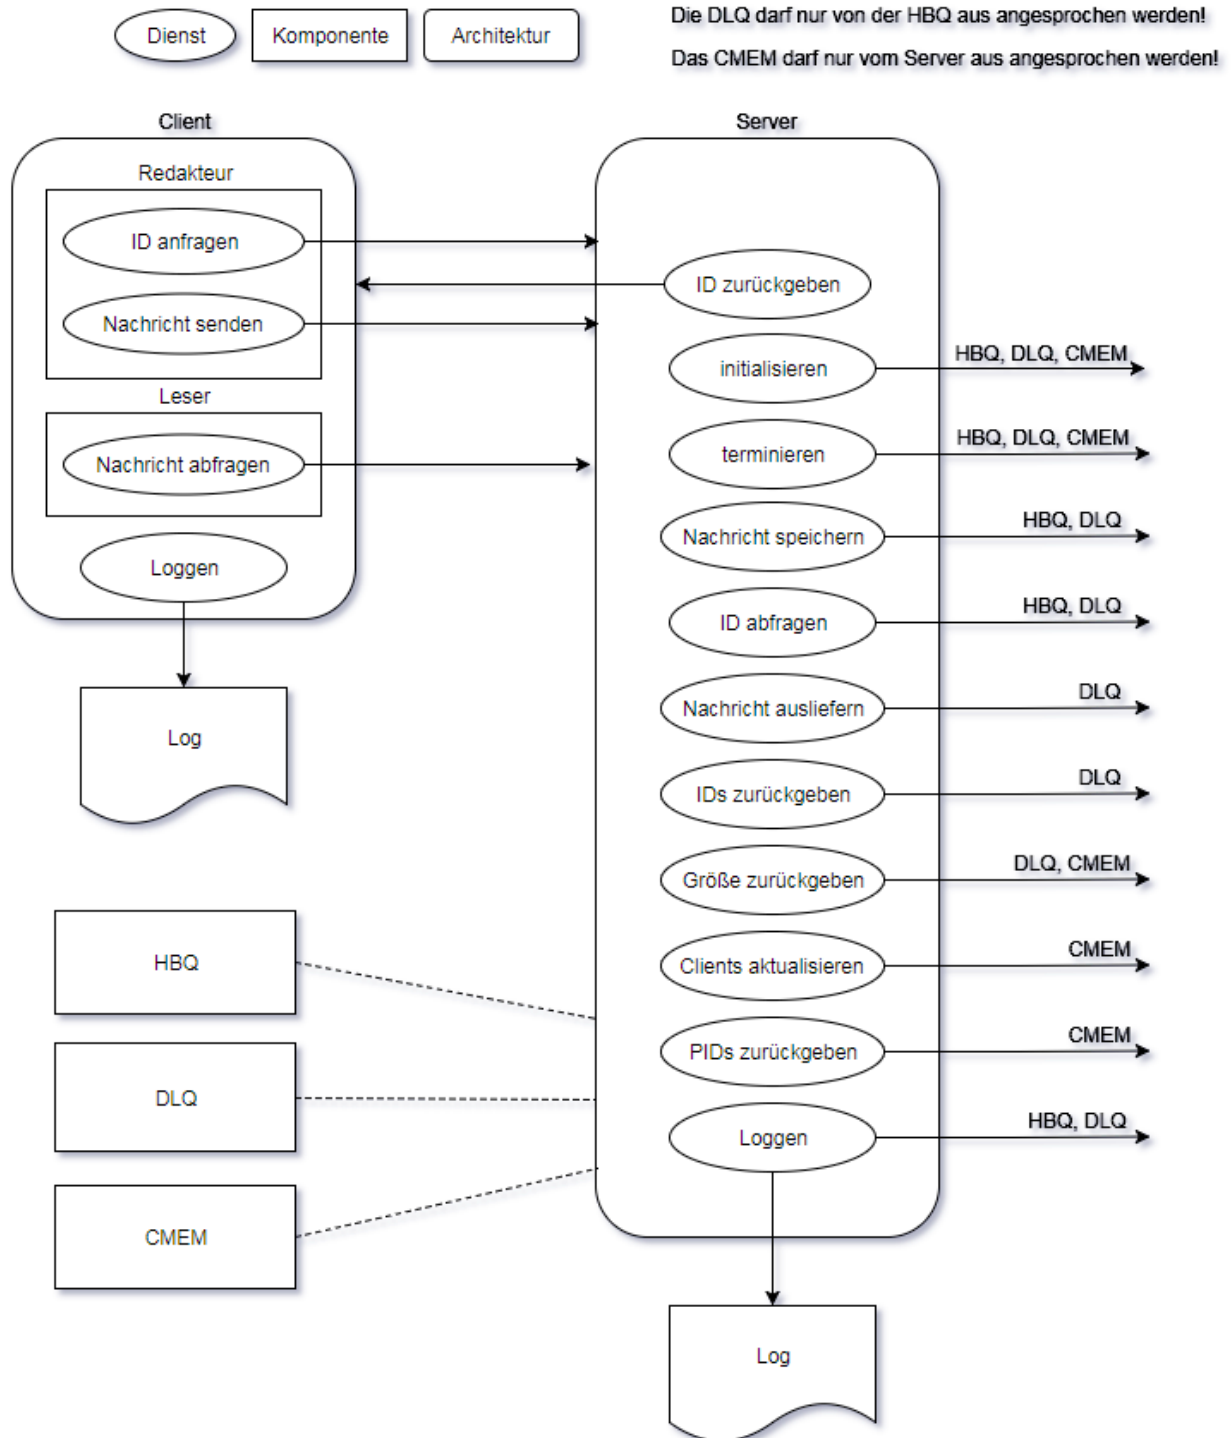 Dienst
Komponente
Architektur
Die DLQ darf nur von der HBQ aus angesprochen werden!
Das CMEM darf nur vom Server aus angesprochen werden!
Client
Redakteur
ID anfragen
Nachricht senden
Leser
Nachricht abfragen
Loggen
Log
HBQ
DLQ
CMEM
Server
ID zurückgeben
initialisieren
HBQ, DLQ, CMEM
terminieren
HBQ, DLQ, CMEM
Nachricht speichern
HBQ, DLQ
ID abfragen
HBQ, DLQ
Nachricht ausliefern
DLQ
IDs zurückgeben
DLQ
Größe zurückgeben
DLQ, CMEM
Clients aktualisieren
CMEM
PIDs zurückgeben
CMEM
Loggen
HBQ, DLQ
Log